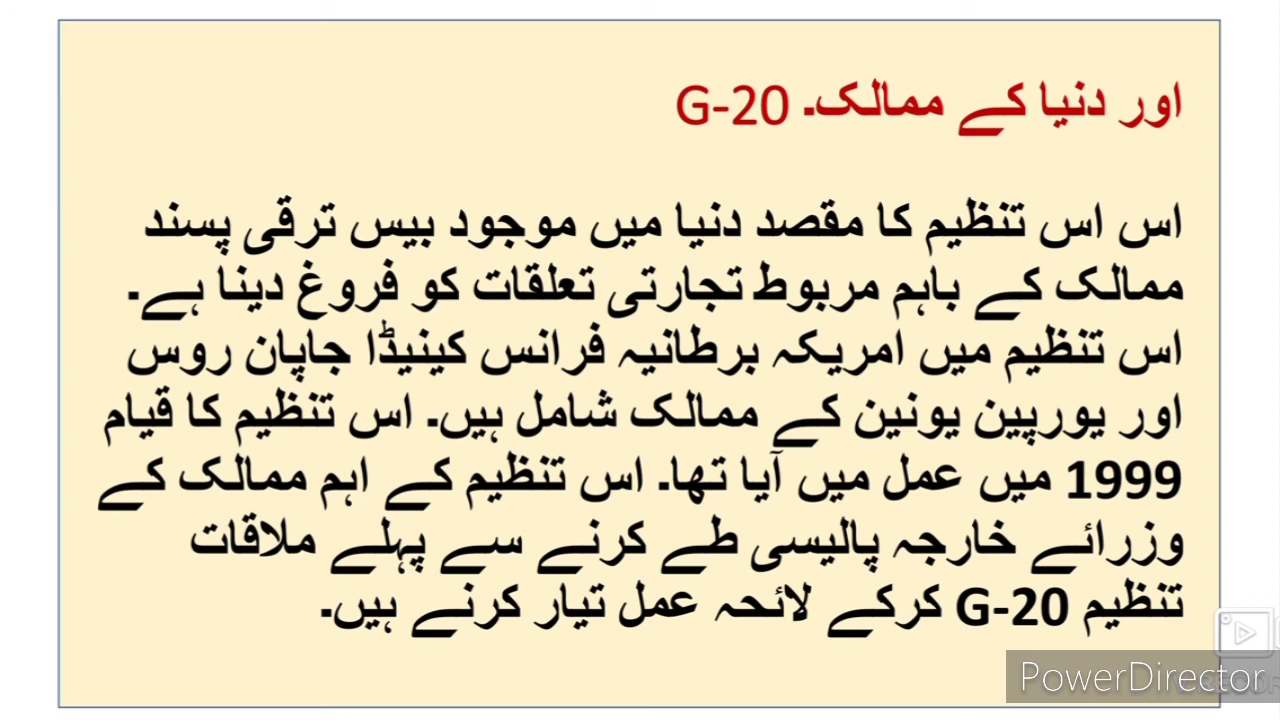 اور دنیا کے ممالک۔ G-20
اس اس تنظیم کا مقصد دنیا میں موجود بیس ترقی پسند
ممالک کے باہم مربوط تجارتی تعلقات کو فروغ دینا ہے۔
اس تنظیم میں امریکہ برطانیہ فرانس کینیڈا جاپان روس
اور یورپین یونین کے ممالک شامل ہیں۔ اس تنظیم کا قیام
1999 میں عمل میں آیا تھا۔ اس تنظیم کے اہم ممالک کے
وزرائے خارجہ پالیسی طے کرنے سے پہلے ملاقات
تنظیم G-20 کرکے لائحہ عمل تیار کرنے ہیں۔
PowerDirector